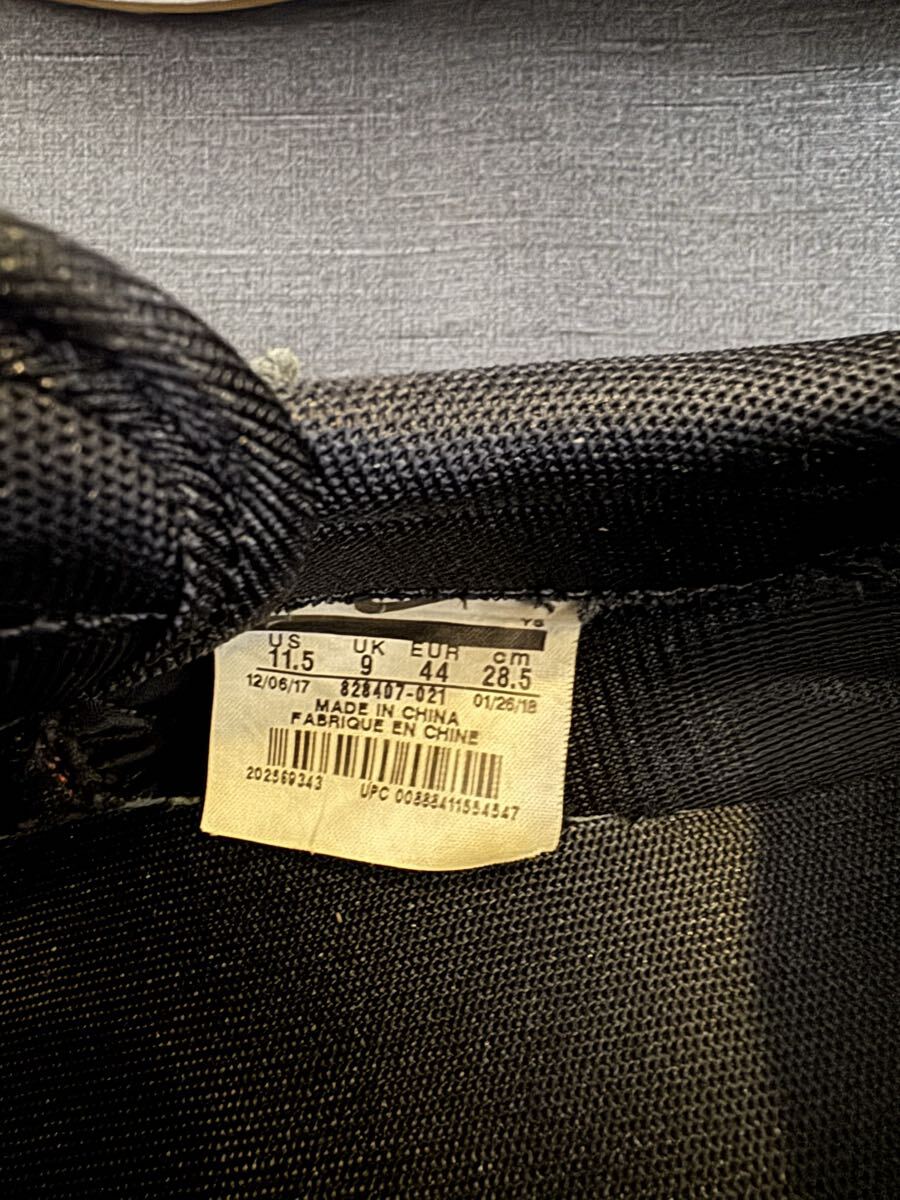 YS
US UK EUR cm
11.5 9 44 28.5
12/06/17 828407-021 01/26/18
MADE IN CHINA
FABRIQUE EN CHINE
202569343 UPC 00888411554547